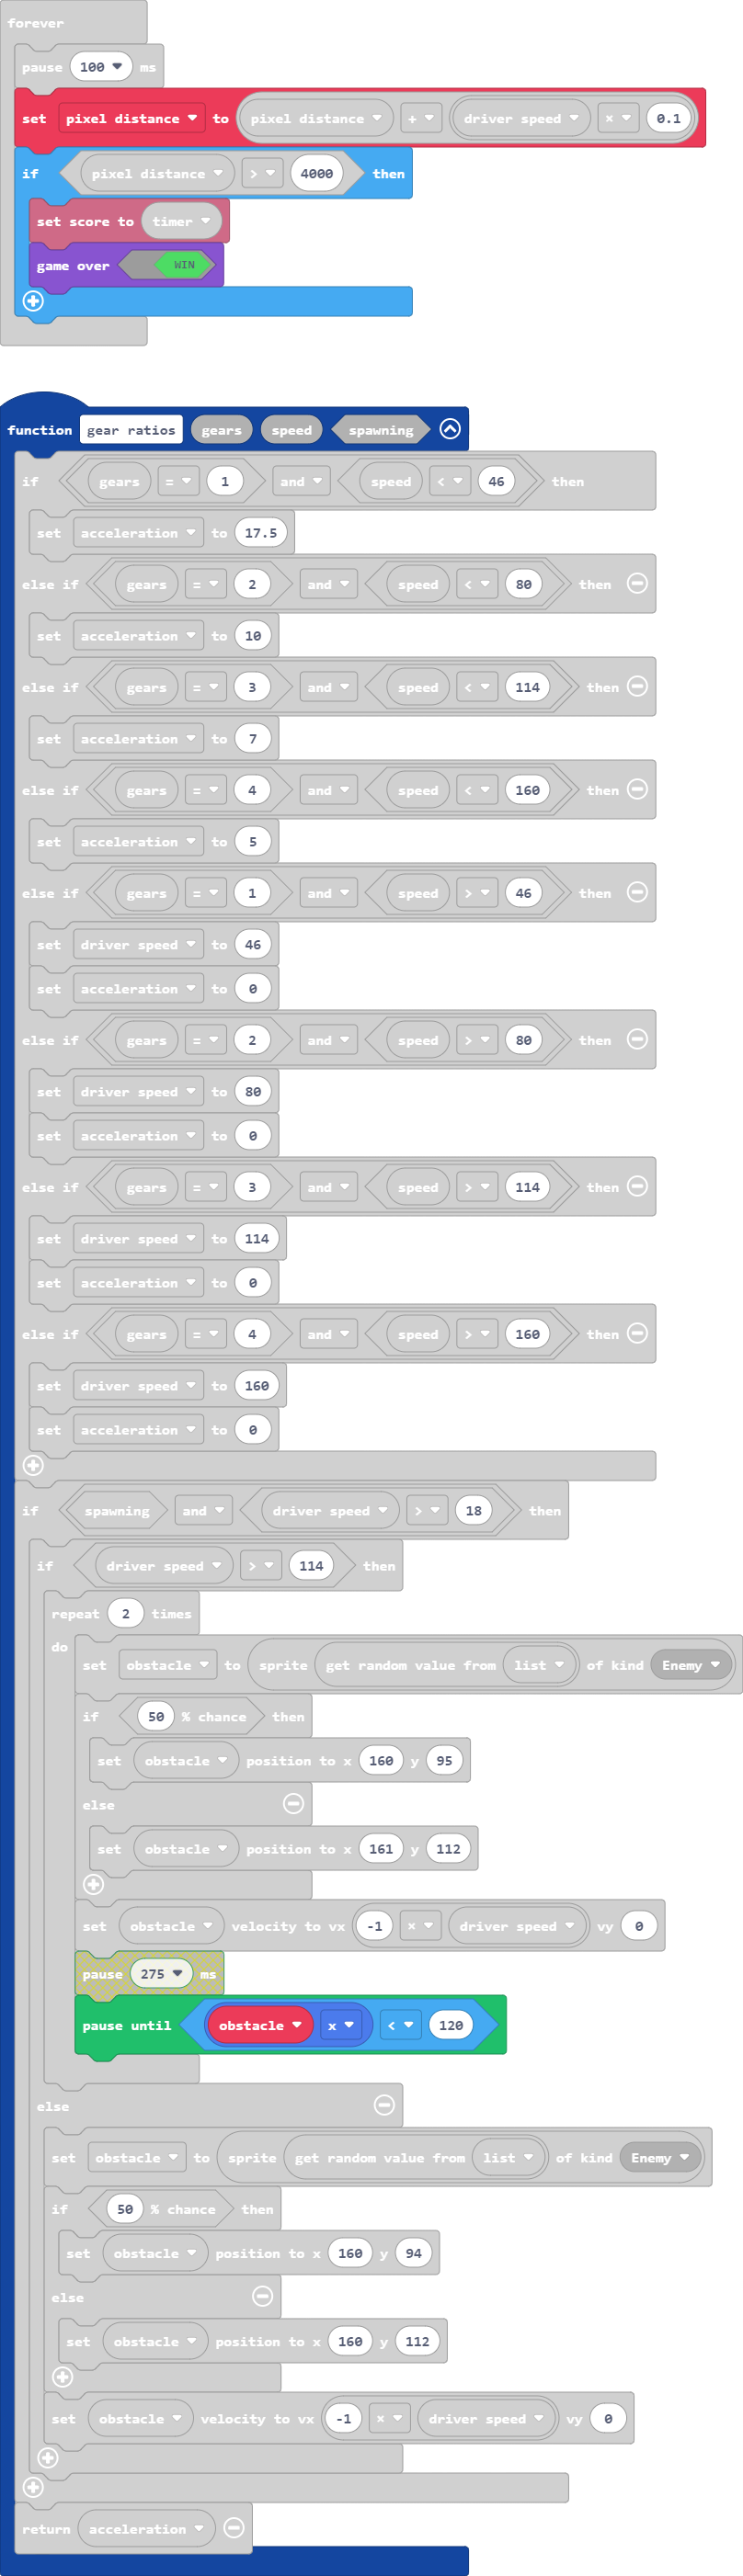 forever
pause 100 ms
set pixel distance to pixel distance + driver speed × 0.1
if pixel distance > 4000 then
set score to timer
game over WIN
function gear ratios gears speed spawning
if gears = 1 and speed < 46 then
set acceleration to 17.5
else if gears = 2 and speed < 80 then
set acceleration to 10
else if gears = 3 and speed < 114 then
set acceleration to 7
else if gears = 4 and speed < 160 then
set acceleration to 5
else if gears = 1 and speed > 46 then
set driver speed to 46
set acceleration to 0
else if gears = 2 and speed > 80 then
set driver speed to 80
set acceleration to 0
else if gears = 3 and speed > 114 then
set driver speed to 114
set acceleration to 0
else if gears = 4 and speed > 160 then
set driver speed to 160
set acceleration to 0
if spawning and driver speed > 18 then
if driver speed > 114 then
repeat 2 times
do
set obstacle to sprite get random value from list of kind Enemy
if 50 % chance then
set obstacle position to x 160 y 95
else
set obstacle position to x 161 y 112
set obstacle velocity to vx -1 × driver speed vy 0
pause 275 ms
pause until obstacle x < 120
else
set obstacle to sprite get random value from list of kind Enemy
if 50 % chance then
set obstacle position to x 160 y 94
else
set obstacle position to x 160 y 112
set obstacle velocity to vx -1 × driver speed vy 0
return acceleration